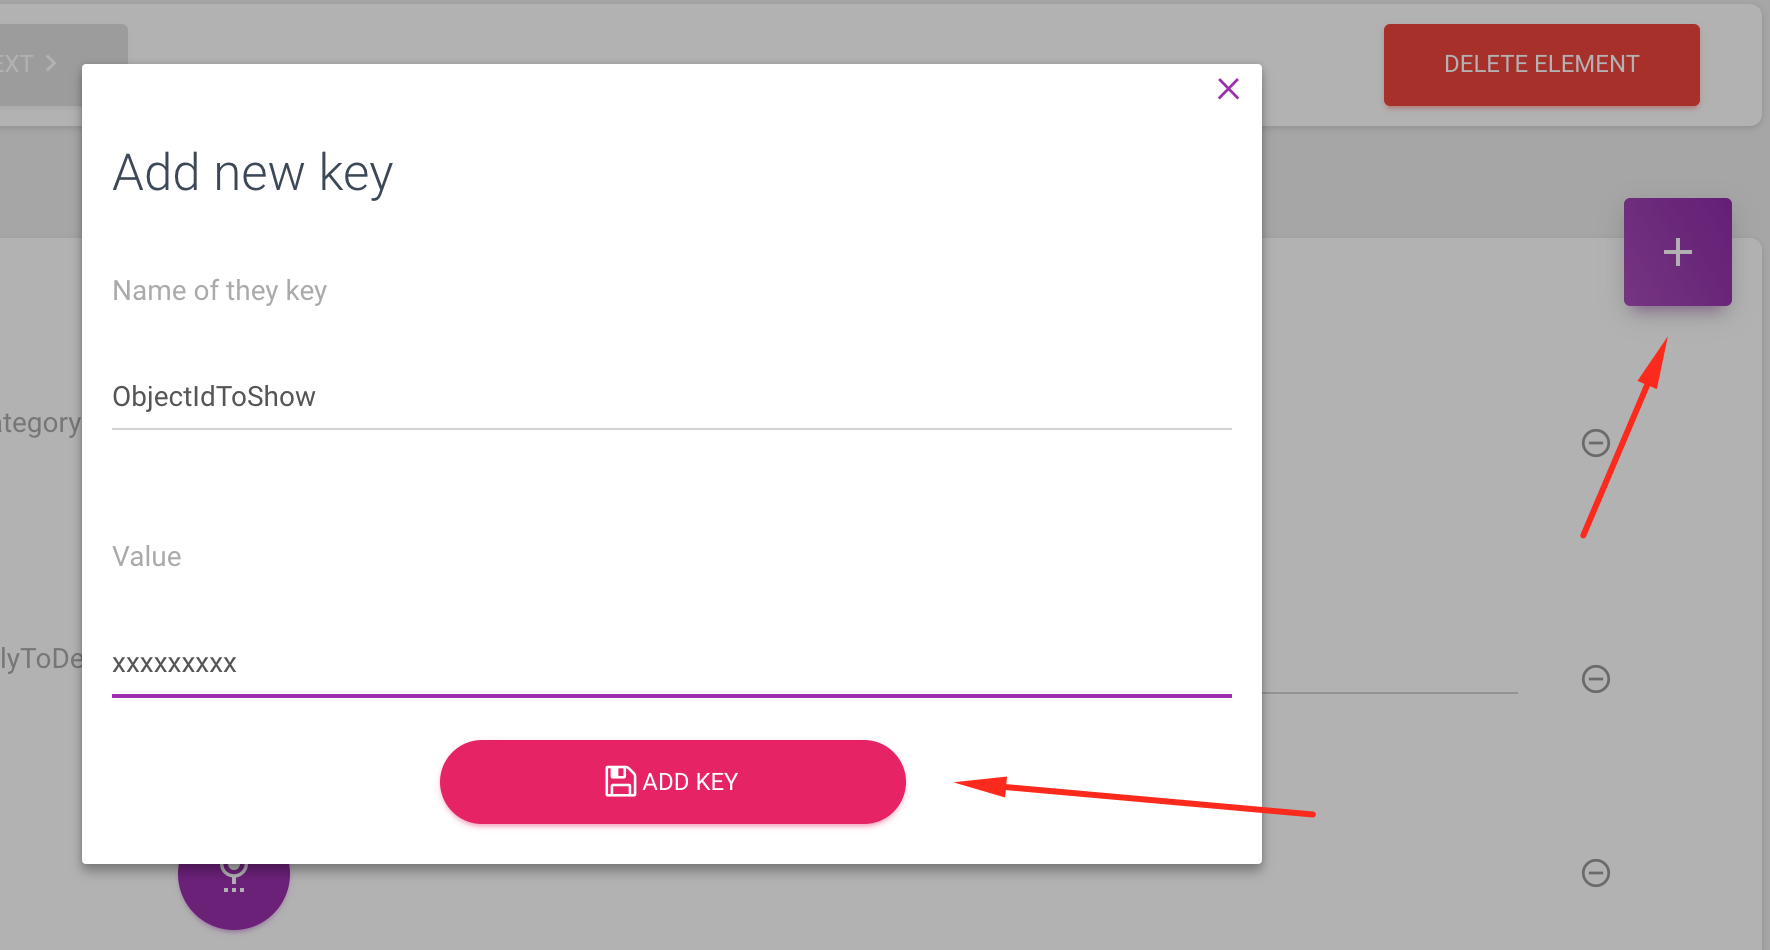 EXT
DELETE ELEMENT
Add new key
Name of they key
ObjectIdToShow
tegory
Value
lyToDe
xxxxxxxxx
ADD KEY